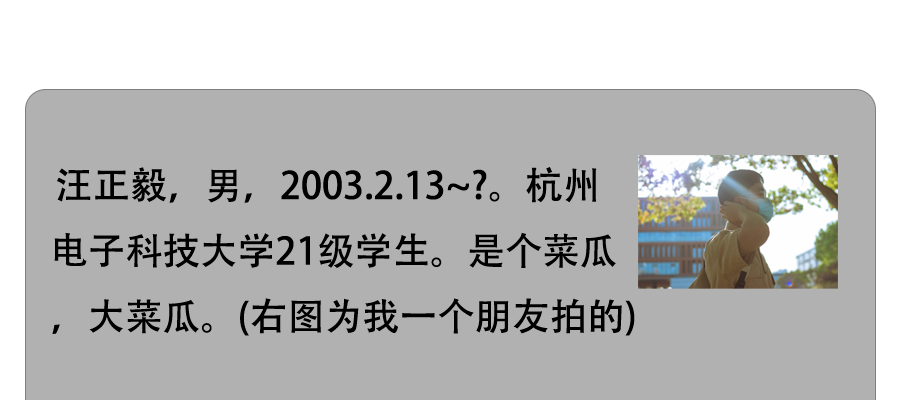 汪正毅，男，2003.2.13~?。杭州
电子科技大学21级学生。是个菜瓜
，大菜瓜。(右图为我一个朋友拍的)